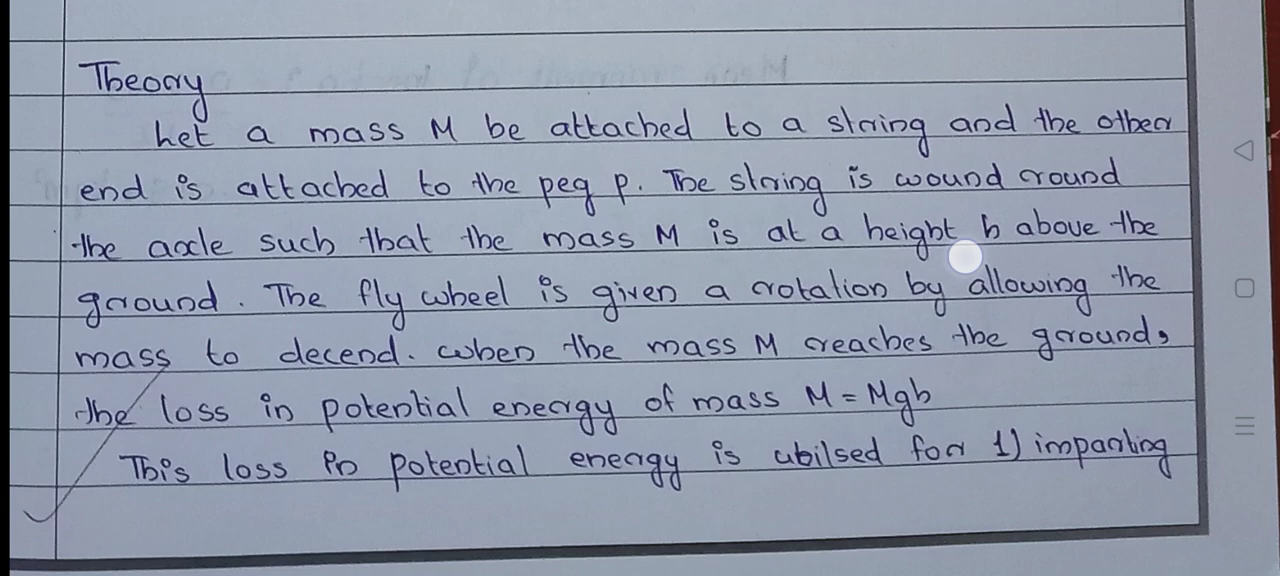 Theory
Let a mass M be attached to a string and the other
end is attached to the peg P. The string is wound round
the axle such that the mass M is at a height h above the
ground. The fly wheel is given a rotation by allowing the
mass to decend. when the mass M reaches the ground,
the loss in potential energy of mass M = Mgh
This loss in potential energy is utilsed for 1) imparting